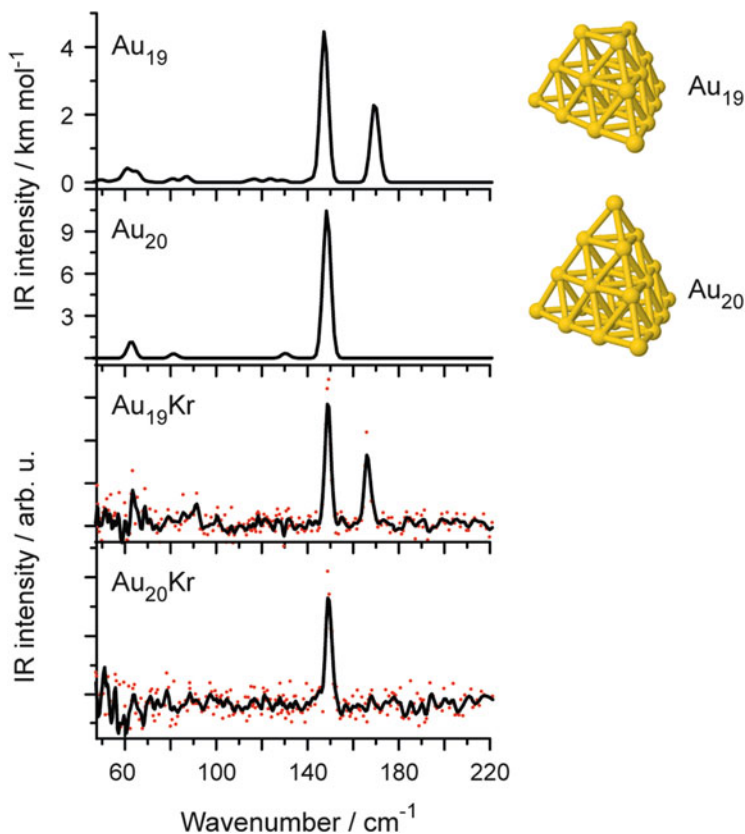 Au₁₉
4
2
0
Au₁₉
IR intensity / km mol⁻¹
Au₂₀
9
6
3
Au₂₀
Au₁₉Kr
IR intensity / arb. u.
Au₂₀Kr
60 100 140 180 220
Wavenumber / cm⁻¹